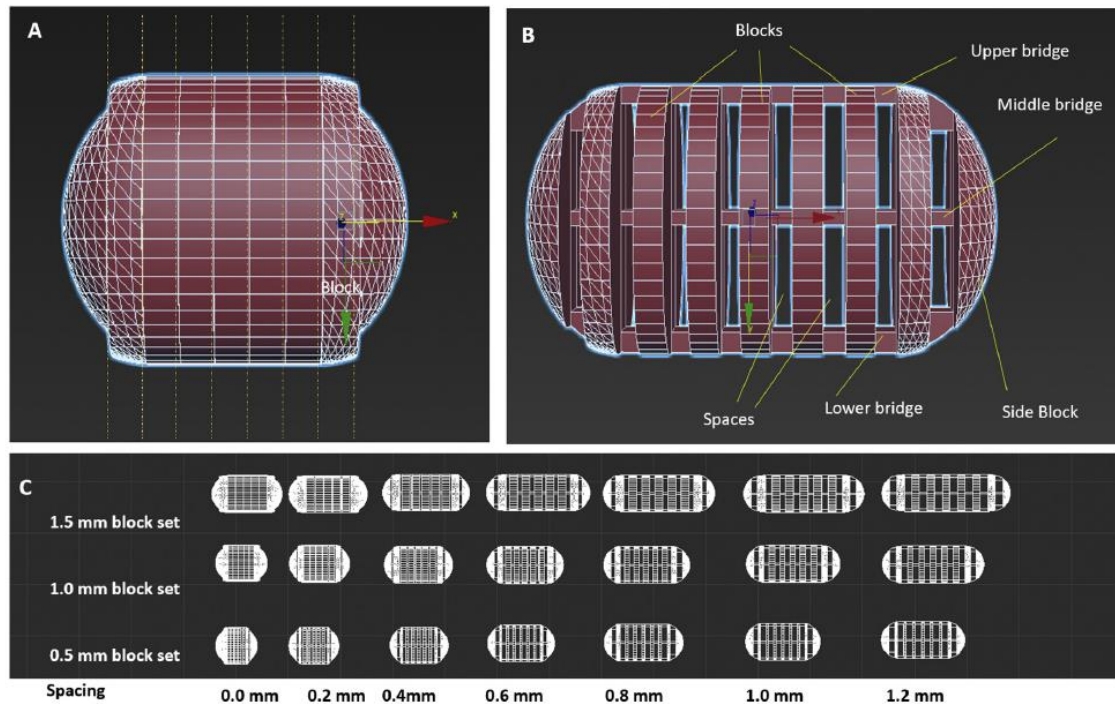 A
x
Block
B
Blocks
Upper bridge
Middle bridge
Spaces
Lower bridge
Side Block
C
1.5 mm block set
1.0 mm block set
0.5 mm block set
Spacing 0.0 mm 0.2 mm 0.4mm 0.6 mm 0.8 mm 1.0 mm 1.2 mm